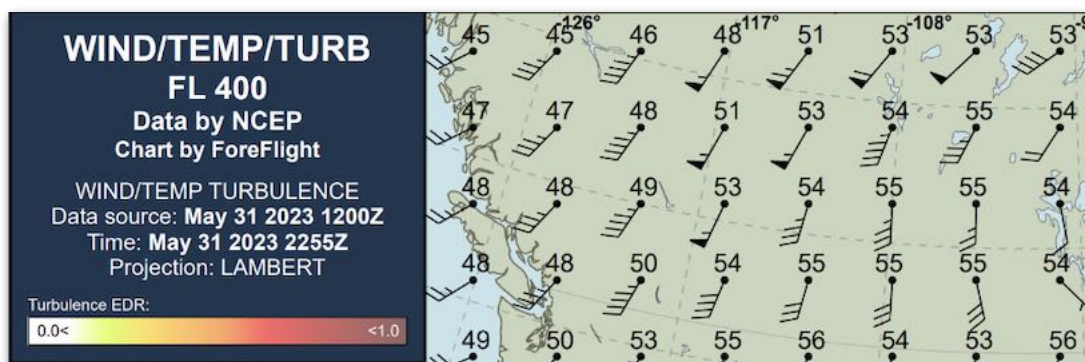 WIND/TEMP/TURB
FL 400
Data by NCEP
Chart by ForeFlight
WIND/TEMP TURBULENCE
Data source: May 31 2023 1200Z
Time: May 31 2023 2255Z
Projection: LAMBERT
Turbulence EDR:
0.0< <1.0
-126° -117° -108°
45 45 46 48 51 53 53 53
47 47 48 51 53 54 55 54
48 48 49 53 54 55 55 54
48 48 50 54 55 55 55 54
49 50 53 55 56 54 53 56